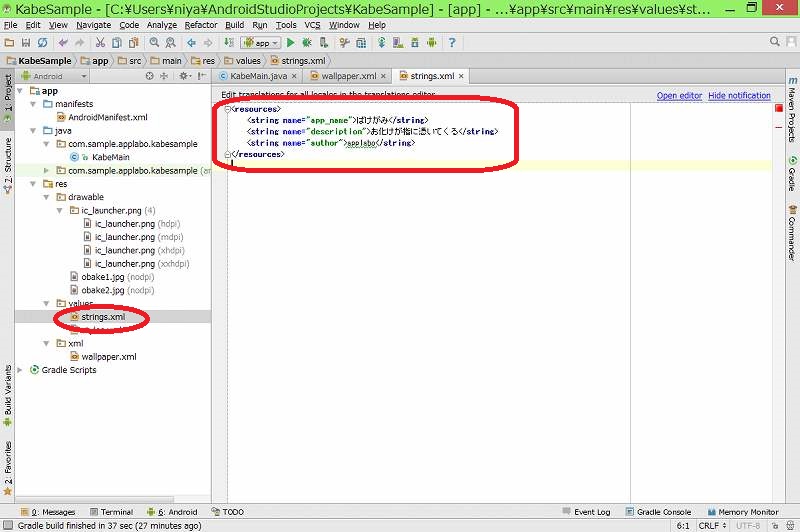 KabeSample - [C:¥Users¥niya¥AndroidStudioProjects¥KabeSample] - [app] - ...¥app¥src¥main¥res¥values¥st...
File Edit View Navigate Code Analyze Refactor Build Run Tools VCS Window Help
app
KabeSample app src main res values strings.xml
Android
KabeMain.java wallpaper.xml strings.xml
Edit translations for all locales in the translations editor.
Open editor Hide notification
1: Project
7: Structure
Build Variants
2: Favorites
app
manifests
AndroidManifest.xml
java
com.sample.applabo.kabesample
KabeMain
com.sample.applabo.kabesample
res
drawable
ic_launcher.png (4)
ic_launcher.png (hdpi)
ic_launcher.png (mdpi)
ic_launcher.png (xhdpi)
ic_launcher.png (xxhdpi)
obake1.jpg (nodpi)
obake2.jpg (nodpi)
values
strings.xml
xml
wallpaper.xml
Gradle Scripts
<resources>
<string name="app_name">ばけがみ</string>
<string name="description">お化けが指に憑いてくる</string>
<string name="author">applabo</string>
</resources>
m Maven Projects
Gradle
Commander
0: Messages Terminal 6: Android TODO Event Log Gradle Console Memory Monitor
Gradle build finished in 37 sec (27 minutes ago) 6:1 CRLF UTF-8